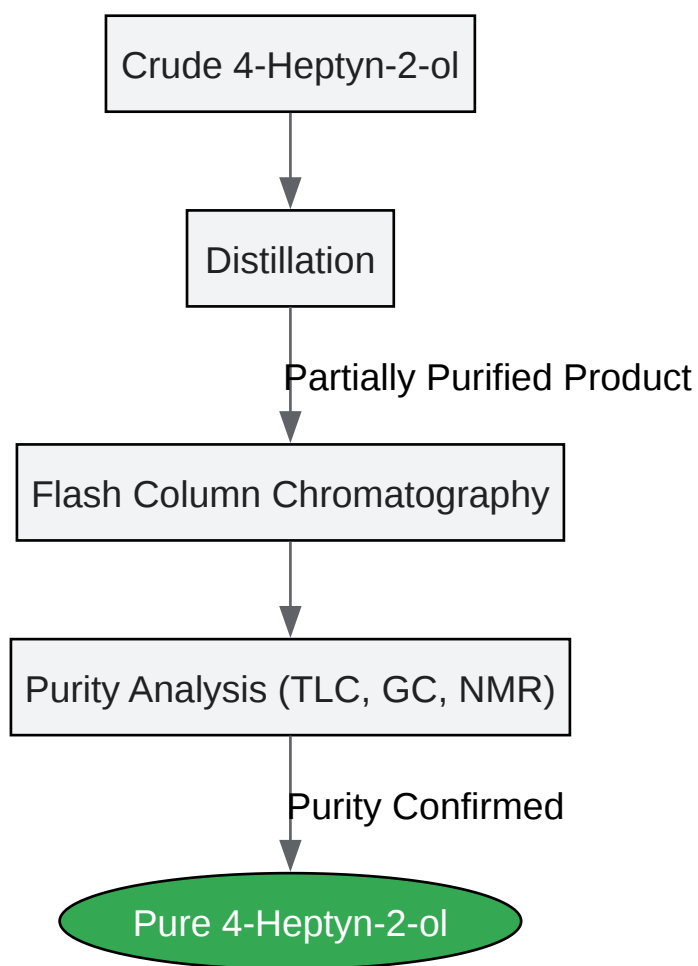 Crude 4-Heptyn-2-ol
Distillation
Partially Purified Product
Flash Column Chromatography
Purity Analysis (TLC, GC, NMR)
Purity Confirmed
Pure 4-Heptyn-2-ol